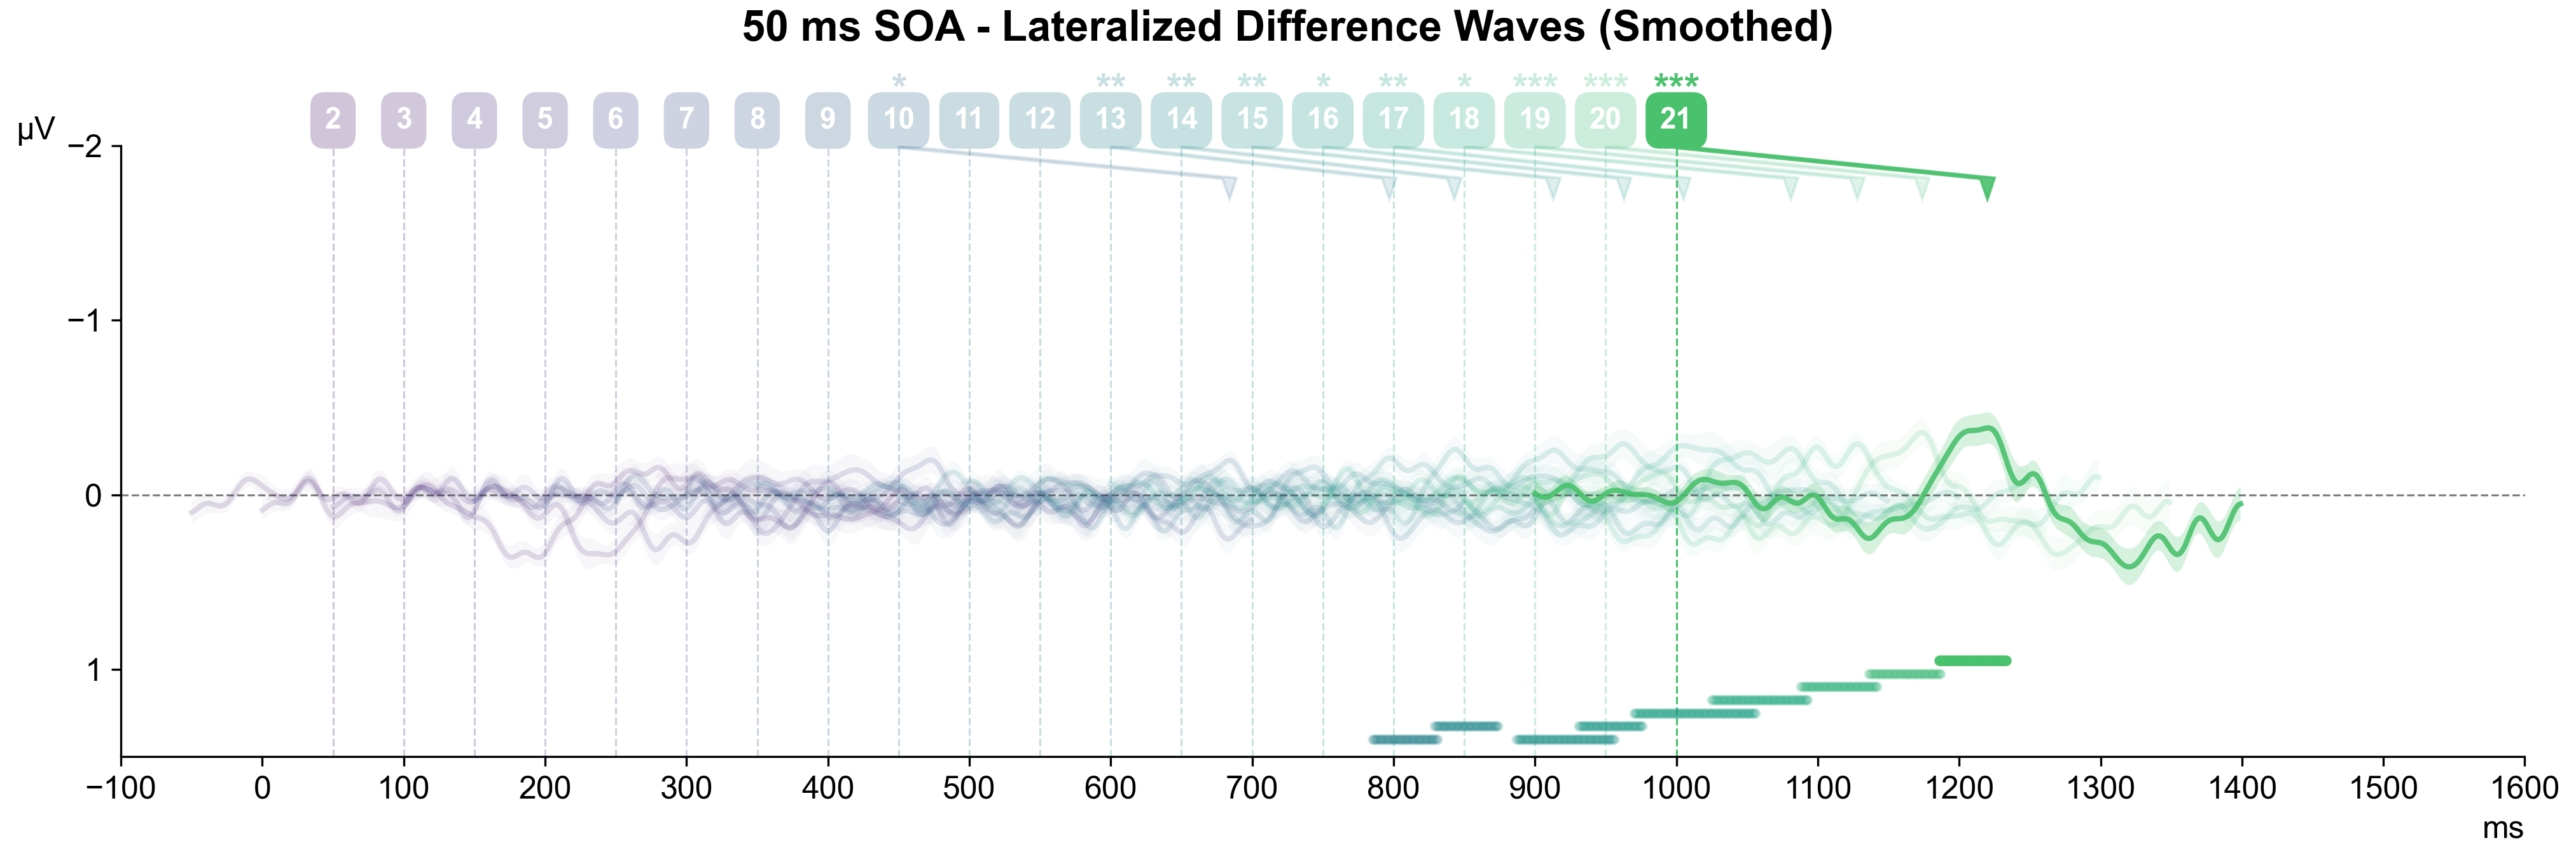 50 ms SOA - Lateralized Difference Waves (Smoothed)
* ** ** ** * ** * *** *** ***
2 3 4 5 6 7 8 9 10 11 12 13 14 15 16 17 18 19 20 21
µV
−2
−1
0
1
−100 0 100 200 300 400 500 600 700 800 900 1000 1100 1200 1300 1400 1500 1600
ms